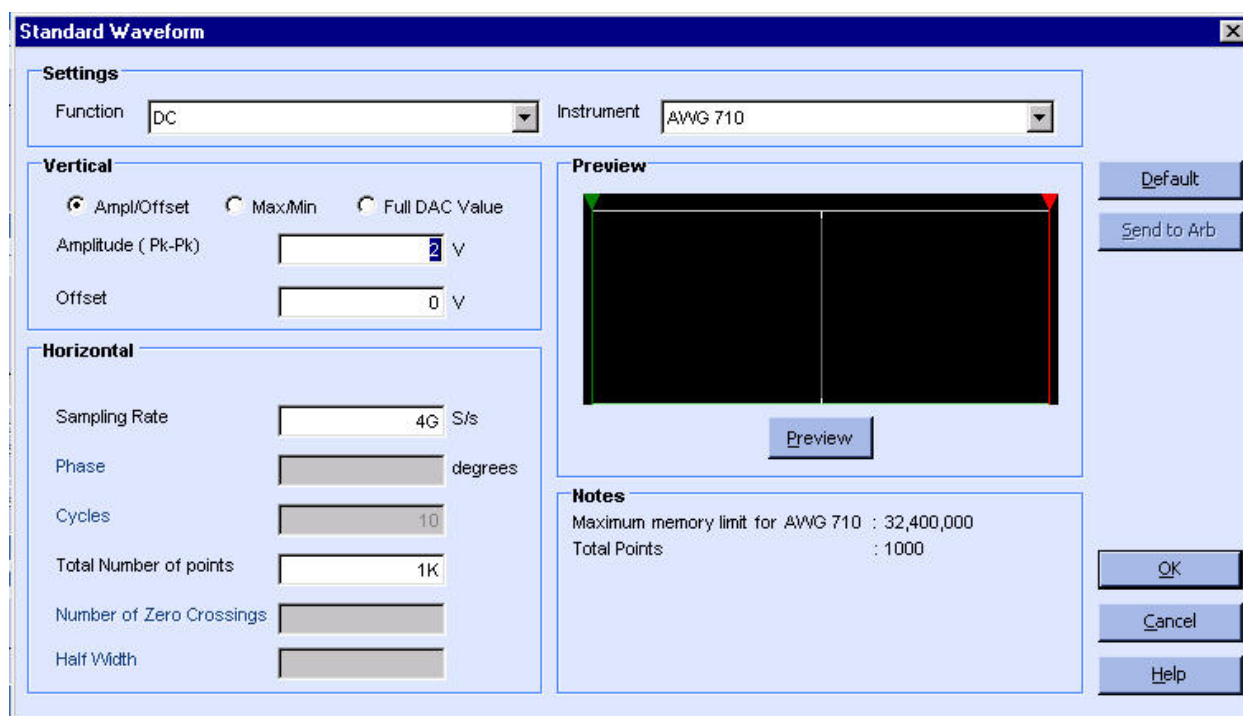 Standard Waveform
Settings
Function DC Instrument AWG 710
Vertical
Ampl/Offset Max/Min Full DAC Value
Amplitude ( Pk-Pk) 2 V
Offset 0 V
Horizontal
Sampling Rate 4G S/s
Phase degrees
Cycles 10
Total Number of points 1K
Number of Zero Crossings
Half Width
Preview
Preview
Notes
Maximum memory limit for AWG 710 : 32,400,000
Total Points : 1000
Default
Send to Arb
OK
Cancel
Help